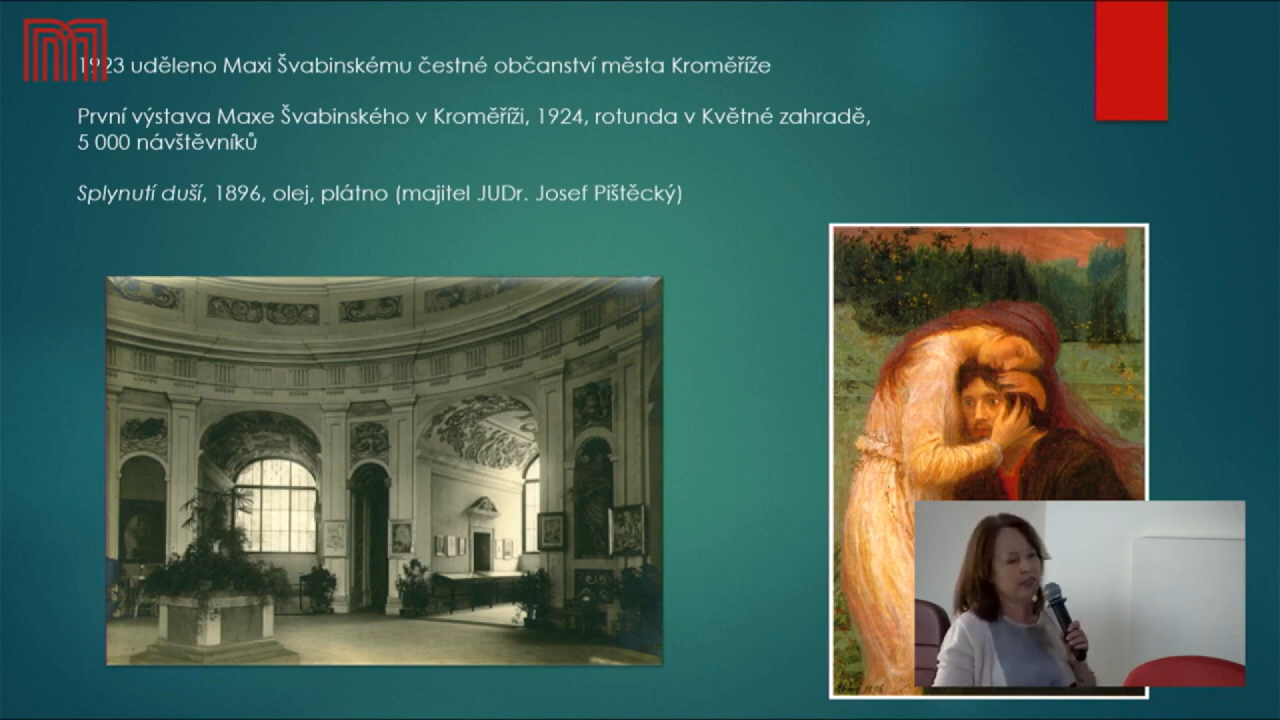 1923 uděleno Maxi Švabinskému čestné občanství města Kroměříže
První výstava Maxe Švabinského v Kroměříži, 1924, rotunda v Květné zahradě,
5 000 návštěvníků
Splynutí duší, 1896, olej, plátno (majitel JUDr. Josef Pištěcký)